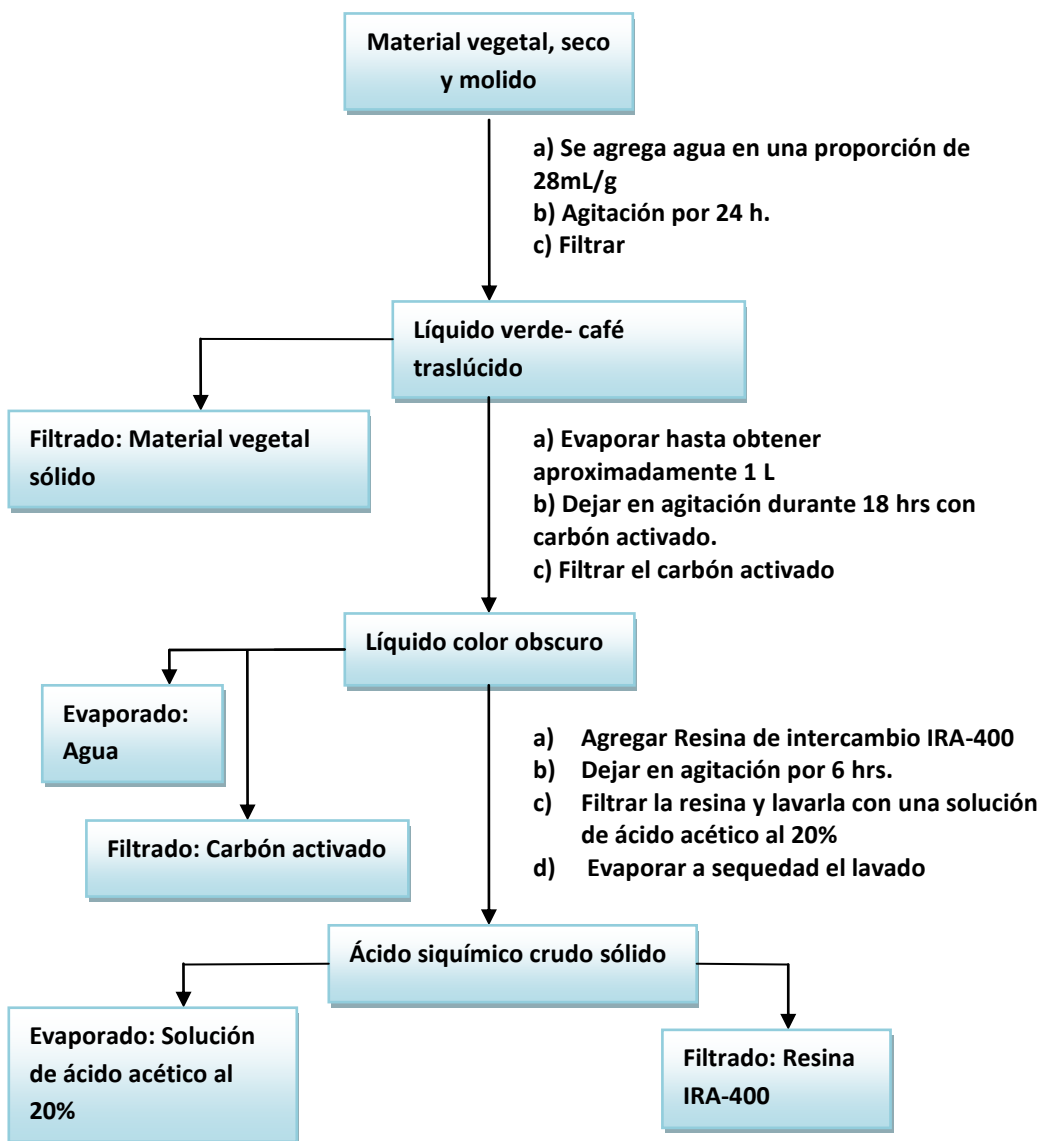 Material vegetal, seco
y molido
a) Se agrega agua en una proporción de
28mL/g
b) Agitación por 24 h.
c) Filtrar
Líquido verde- café
traslúcido
Filtrado: Material vegetal
sólido
a) Evaporar hasta obtener
aproximadamente 1 L
b) Dejar en agitación durante 18 hrs con
carbón activado.
c) Filtrar el carbón activado
Líquido color obscuro
Evaporado:
Agua
Filtrado: Carbón activado
a) Agregar Resina de intercambio IRA-400
b) Dejar en agitación por 6 hrs.
c) Filtrar la resina y lavarla con una solución
de ácido acético al 20%
d) Evaporar a sequedad el lavado
Ácido siquímico crudo sólido
Evaporado: Solución
de ácido acético al
20%
Filtrado: Resina
IRA-400